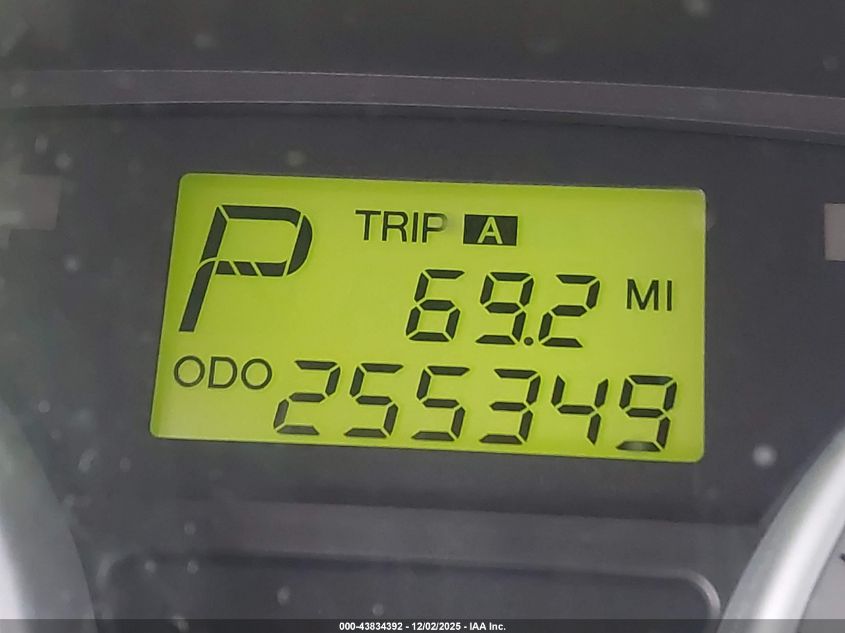 P
TRIP A
69.2 MI
ODO 255349
000-43834392 - 12/02/2025 - IAA Inc.